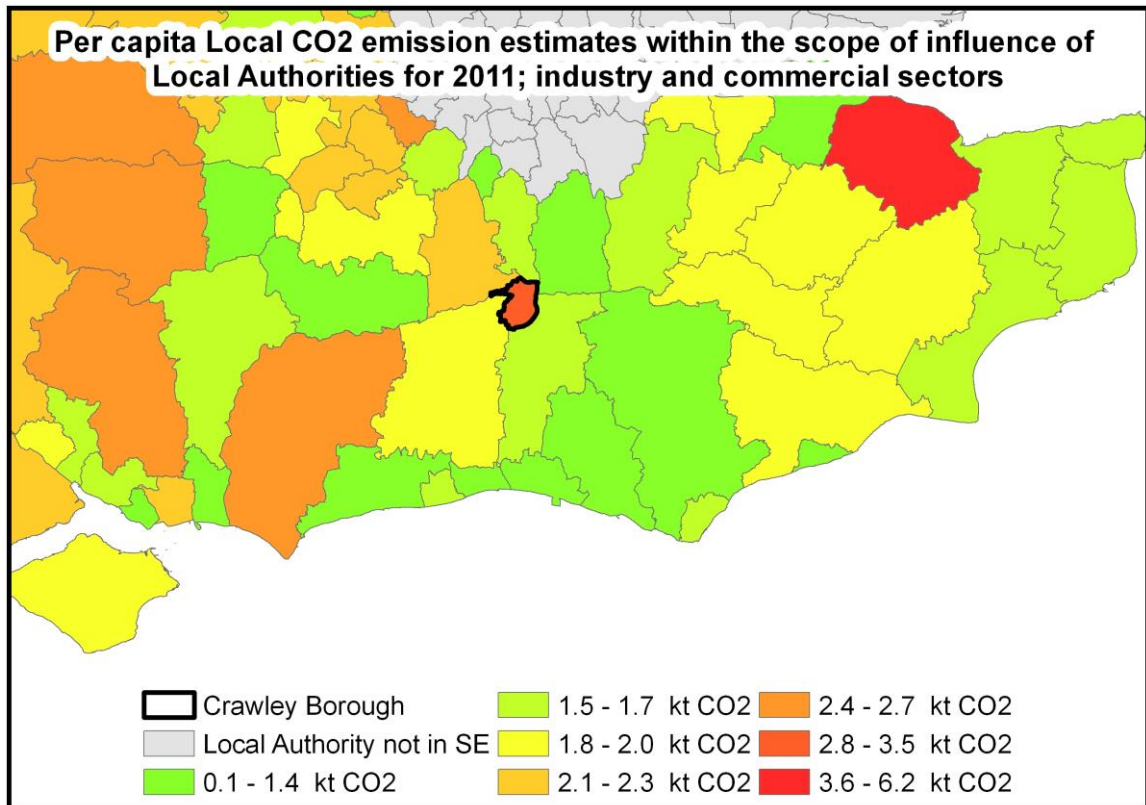 Per capita Local CO2 emission estimates within the scope of influence of
Local Authorities for 2011; industry and commercial sectors
Crawley Borough
Local Authority not in SE
0.1 - 1.4 kt CO2
1.5 - 1.7 kt CO2
1.8 - 2.0 kt CO2
2.1 - 2.3 kt CO2
2.4 - 2.7 kt CO2
2.8 - 3.5 kt CO2
3.6 - 6.2 kt CO2